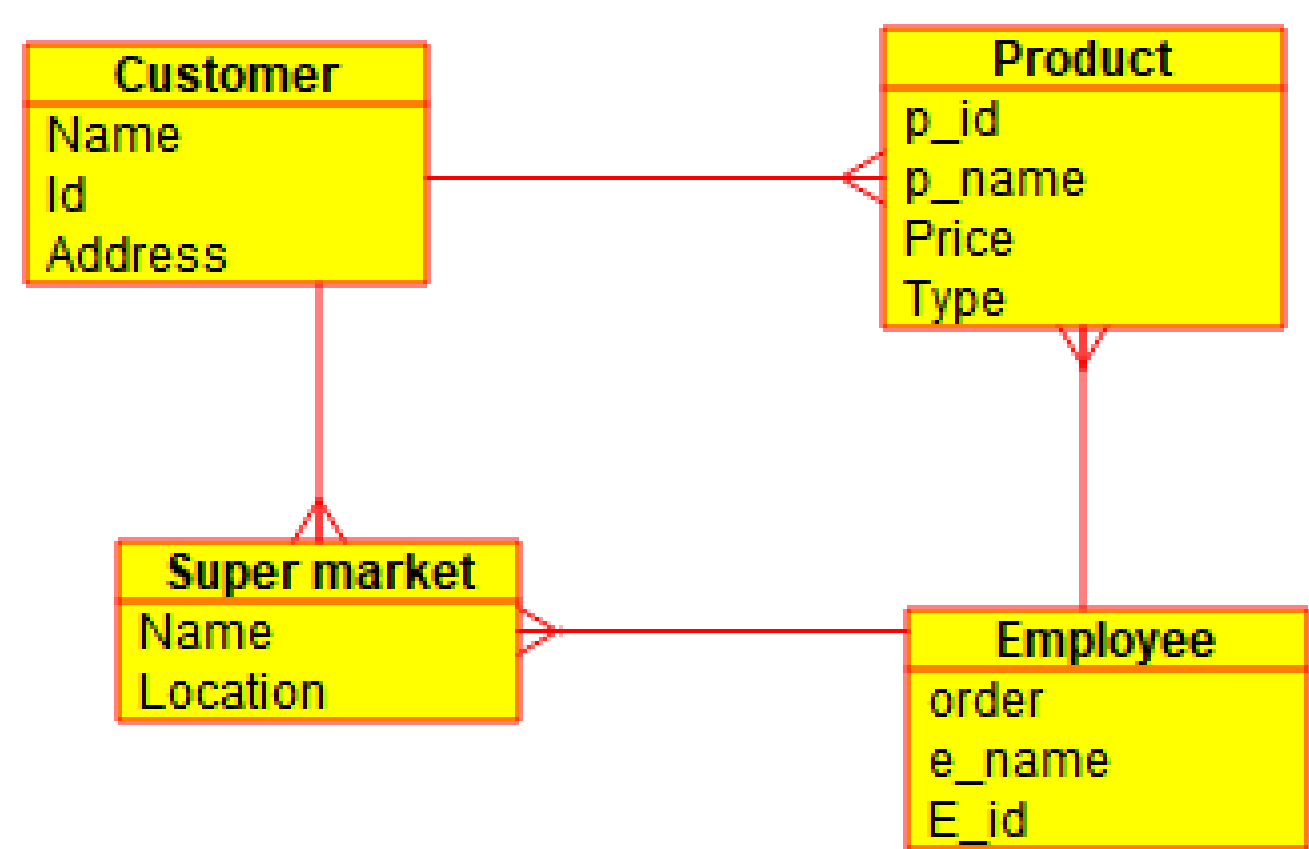 Customer
Name
Id
Address
Product
p_id
p_name
Price
Type
Super market
Name
Location
Employee
order
e_name
E_id